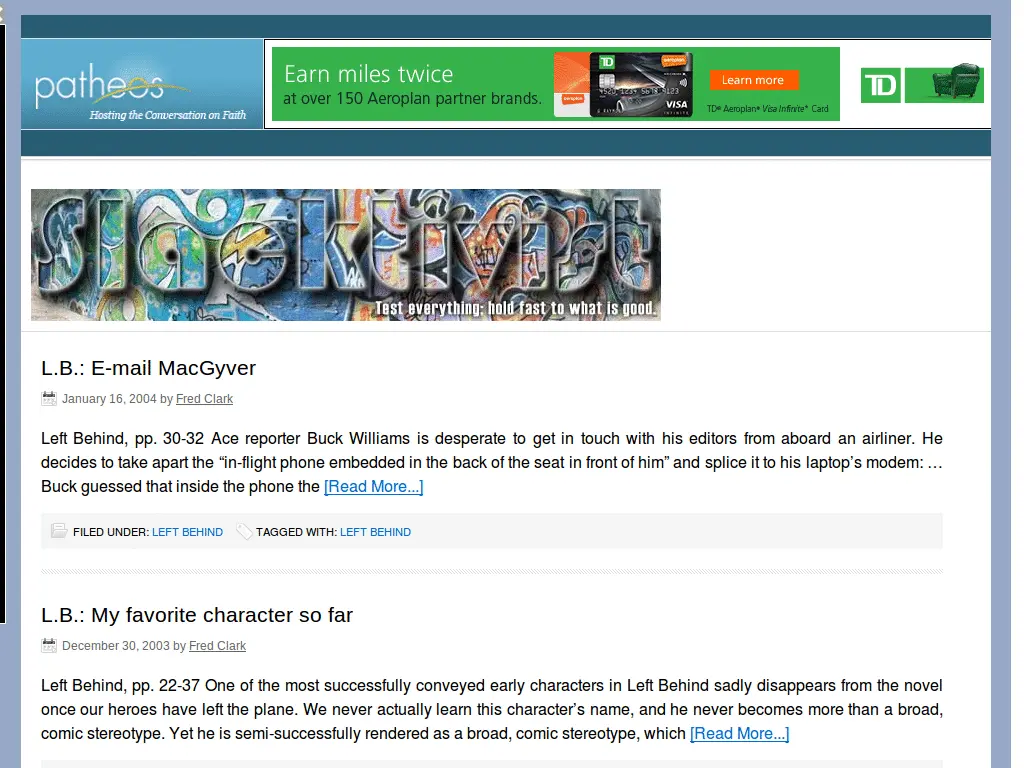 patheos
Hosting the Conversation on Faith
Earn miles twice
at over 150 Aeroplan partner brands.
TD
aeroplan
aeroplan
4520 1234 5678 9123
VISA
INFINITE
Learn more
TD® Aeroplan® Visa Infinite* Card
TD
slacktivist
Test everything; hold fast to what is good.
L.B.: E-mail MacGyver
January 16, 2004 by Fred Clark
Left Behind, pp. 30-32 Ace reporter Buck Williams is desperate to get in touch with his editors from aboard an airliner. He
decides to take apart the “in-flight phone embedded in the back of the seat in front of him” and splice it to his laptop’s modem: …
Buck guessed that inside the phone the [Read More...]
FILED UNDER: LEFT BEHIND TAGGED WITH: LEFT BEHIND
L.B.: My favorite character so far
December 30, 2003 by Fred Clark
Left Behind, pp. 22-37 One of the most successfully conveyed early characters in Left Behind sadly disappears from the novel
once our heroes have left the plane. We never actually learn this character’s name, and he never becomes more than a broad,
comic stereotype. Yet he is semi-successfully rendered as a broad, comic stereotype, which [Read More...]